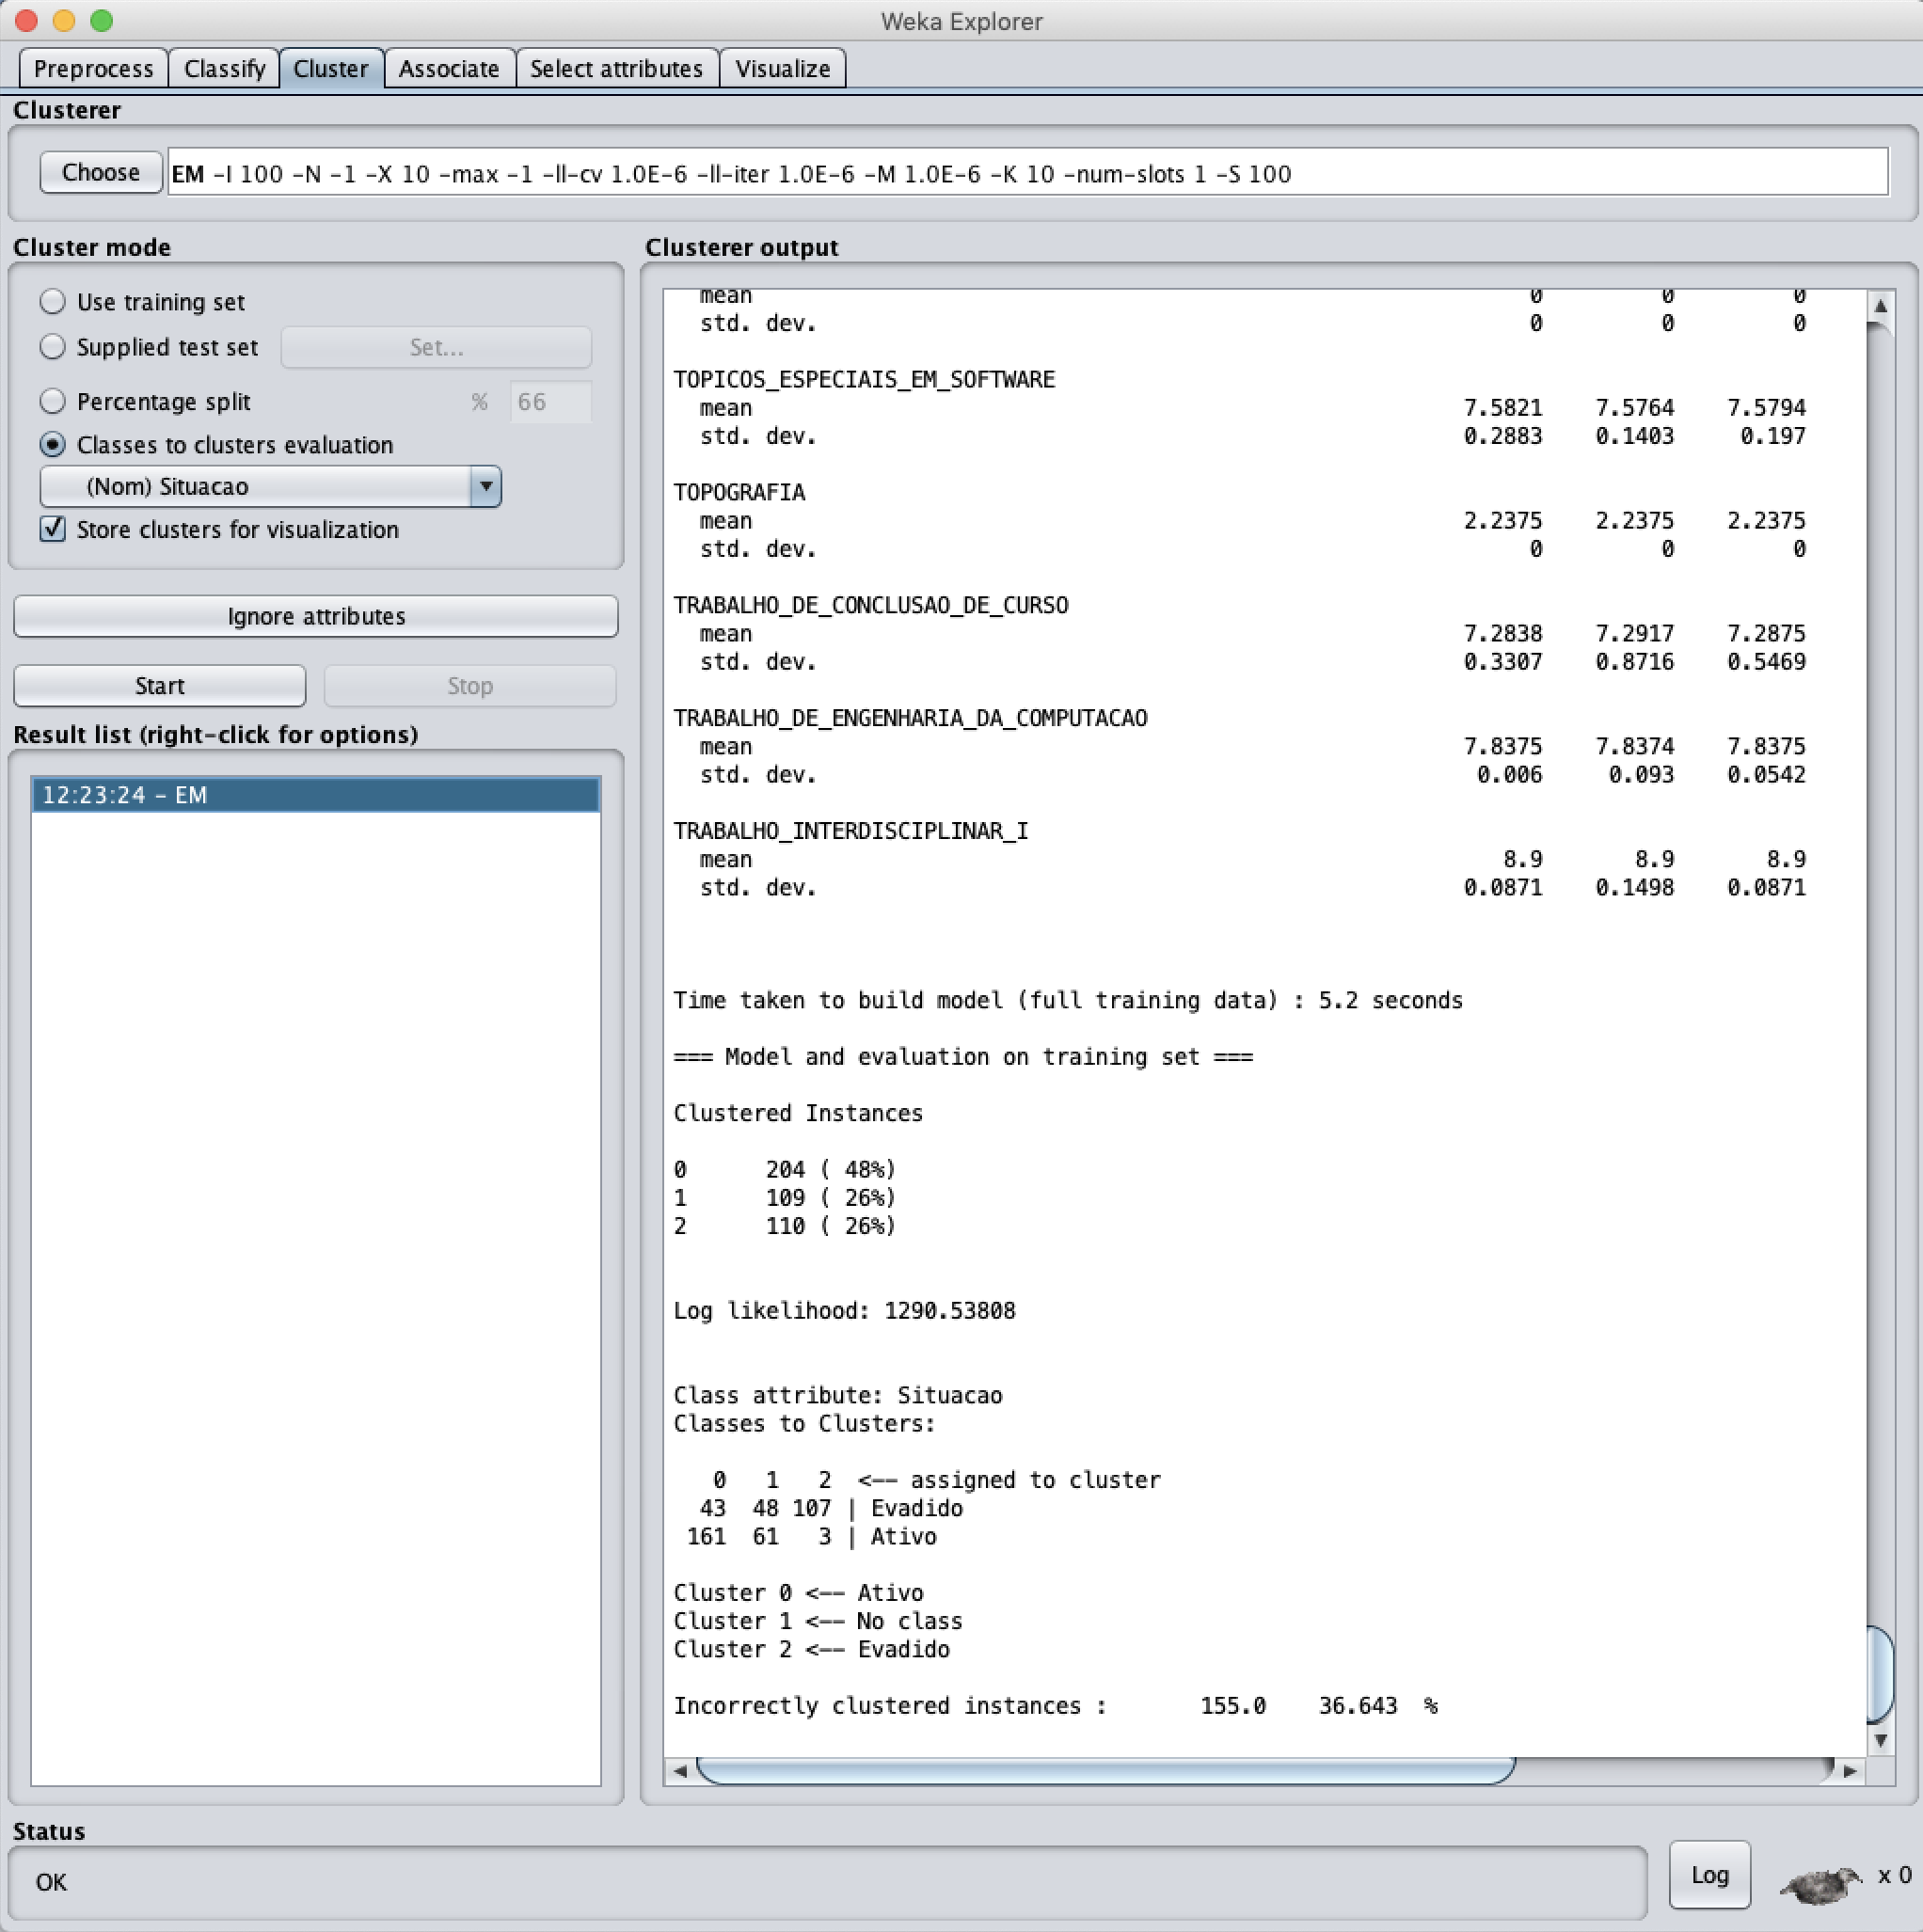 Weka Explorer
Preprocess Classify Cluster Associate Select attributes Visualize
Clusterer
Choose EM -I 100 -N -1 -X 10 -max -1 -ll-cv 1.0E-6 -ll-iter 1.0E-6 -M 1.0E-6 -K 10 -num-slots 1 -S 100
Cluster mode
Use training set
Supplied test set Set...
Percentage split % 66
Classes to clusters evaluation
(Nom) Situacao
Store clusters for visualization
Ignore attributes
Start Stop
Result list (right-click for options)
12:23:24 - EM
Clusterer output
mean 0 0 0
std. dev. 0 0 0
TOPICOS_ESPECIAIS_EM_SOFTWARE
mean 7.5821 7.5764 7.5794
std. dev. 0.2883 0.1403 0.197
TOPOGRAFIA
mean 2.2375 2.2375 2.2375
std. dev. 0 0 0
TRABALHO_DE_CONCLUSAO_DE_CURSO
mean 7.2838 7.2917 7.2875
std. dev. 0.3307 0.8716 0.5469
TRABALHO_DE_ENGENHARIA_DA_COMPUTACAO
mean 7.8375 7.8374 7.8375
std. dev. 0.006 0.093 0.0542
TRABALHO_INTERDISCIPLINAR_I
mean 8.9 8.9 8.9
std. dev. 0.0871 0.1498 0.0871
Time taken to build model (full training data) : 5.2 seconds
=== Model and evaluation on training set ===
Clustered Instances
0 204 ( 48%)
1 109 ( 26%)
2 110 ( 26%)
Log likelihood: 1290.53808
Class attribute: Situacao
Classes to Clusters:
0 1 2 <-- assigned to cluster
43 48 107 | Evadido
161 61 3 | Ativo
Cluster 0 <-- Ativo
Cluster 1 <-- No class
Cluster 2 <-- Evadido
Incorrectly clustered instances : 155.0 36.643 %
Status
OK
Log x 0